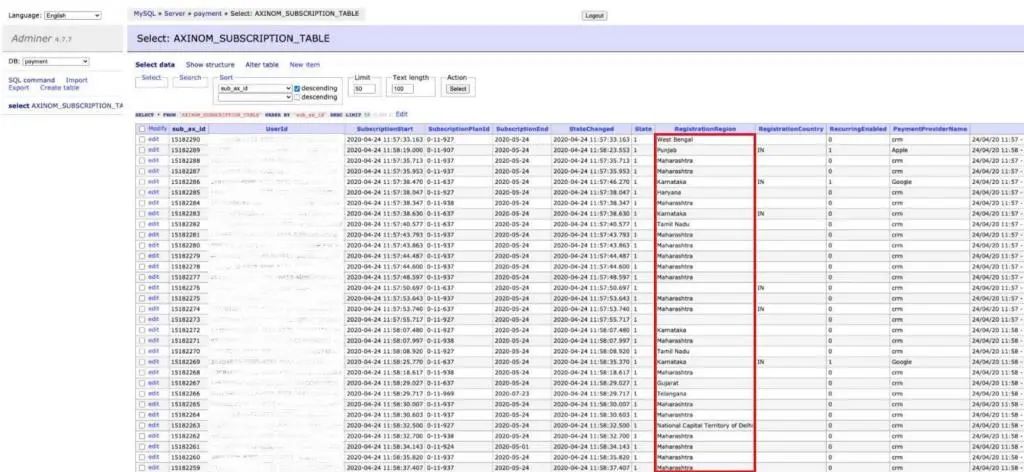 Language: English
MySQL » Server » payment » Select: AXINOM_SUBSCRIPTION_TABLE
Logout
Adminer 4.7.7
Select: AXINOM_SUBSCRIPTION_TABLE
DB: payment
SQL command Import
Export Create table
select AXINOM_SUBSCRIPTION_TA
Select data Show structure Alter table New item
Select Search Sort Limit Text length Action
sub_ax_id descending 50 100 Select
descending
SELECT * FROM `AXINOM_SUBSCRIPTION_TABLE` ORDER BY `sub_ax_id` DESC LIMIT 50 Edit
Modify sub_ax_id UserId SubscriptionStart SubscriptionPlanId SubscriptionEnd StateChanged State RegistrationRegion RegistrationCountry RecurringEnabled PaymentProviderName
edit 15182290 2020-04-24 11:57:33.163 0-11-927 2020-05-24 2020-04-24 11:57:33.163 1 West Bengal 0 crm 24/04/20 11:57 -
edit 15182289 2020-04-24 11:58:19.000 0-11-937 2020-05-24 2020-04-24 11:58:23.553 1 Punjab IN 1 Apple 24/04/20 11:58 -
edit 15182288 2020-04-24 11:57:35.713 0-11-937 2020-05-24 2020-04-24 11:57:35.713 1 Maharashtra 0 crm 24/04/20 11:57 -
edit 15182287 2020-04-24 11:57:35.953 0-11-937 2020-05-24 2020-04-24 11:57:35.953 1 Maharashtra 0 crm 24/04/20 11:57 -
edit 15182286 2020-04-24 11:57:38.470 0-11-637 2020-05-24 2020-04-24 11:57:46.270 1 Karnataka IN 1 Google 24/04/20 11:57 -
edit 15182285 2020-04-24 11:57:38.047 0-11-927 2020-05-24 2020-04-24 11:57:38.047 1 Haryana 0 crm 24/04/20 11:57 -
edit 15182284 2020-04-24 11:57:38.347 0-11-938 2020-05-24 2020-04-24 11:57:38.347 1 Maharashtra 0 crm 24/04/20 11:57 -
edit 15182283 2020-04-24 11:57:38.630 0-11-637 2020-05-24 2020-04-24 11:57:38.630 1 Karnataka IN 0 crm 24/04/20 11:57 -
edit 15182282 2020-04-24 11:57:40.577 0-11-637 2020-05-24 2020-04-24 11:57:40.577 1 Tamil Nadu 0 crm 24/04/20 11:57 -
edit 15182281 2020-04-24 11:57:43.793 0-11-937 2020-05-24 2020-04-24 11:57:43.793 1 Maharashtra 0 crm 24/04/20 11:57 -
edit 15182280 2020-04-24 11:57:43.863 0-11-937 2020-05-24 2020-04-24 11:57:43.863 1 Maharashtra 0 crm 24/04/20 11:57 -
edit 15182279 2020-04-24 11:57:44.487 0-11-937 2020-05-24 2020-04-24 11:57:44.487 1 Maharashtra 0 crm 24/04/20 11:57 -
edit 15182278 2020-04-24 11:57:44.600 0-11-937 2020-05-24 2020-04-24 11:57:44.600 1 Maharashtra 0 crm 24/04/20 11:57 -
edit 15182277 2020-04-24 11:57:48.597 0-11-937 2020-05-24 2020-04-24 11:57:48.597 1 Maharashtra 0 crm 24/04/20 11:57 -
edit 15182276 2020-04-24 11:57:50.697 0-11-637 2020-05-24 2020-04-24 11:57:50.697 1 IN 0 crm 24/04/20 11:57 -
edit 15182275 2020-04-24 11:57:53.643 0-11-937 2020-05-24 2020-04-24 11:57:53.643 1 Maharashtra 0 crm 24/04/20 11:57 -
edit 15182274 2020-04-24 11:57:53.740 0-11-637 2020-05-24 2020-04-24 11:57:53.740 1 Maharashtra IN 0 crm 24/04/20 11:57 -
edit 15182273 2020-04-24 11:57:55.717 0-11-927 2020-05-24 2020-04-24 11:57:55.717 1 0 crm 24/04/20 11:57 -
edit 15182272 2020-04-24 11:58:07.480 0-11-927 2020-05-24 2020-04-24 11:58:07.480 1 Karnataka 0 crm 24/04/20 11:58 -
edit 15182271 2020-04-24 11:58:07.997 0-11-938 2020-05-24 2020-04-24 11:58:07.997 1 Maharashtra 0 crm 24/04/20 11:58 -
edit 15182270 2020-04-24 11:58:08.920 0-11-927 2020-05-24 2020-04-24 11:58:08.920 1 Tamil Nadu 0 crm 24/04/20 11:58 -
edit 15182269 2020-04-24 11:58:25.770 0-11-637 2020-05-24 2020-04-24 11:58:35.370 1 Karnataka IN 1 Google 24/04/20 11:58 -
edit 15182268 2020-04-24 11:58:18.617 0-11-938 2020-05-24 2020-04-24 11:58:18.617 1 Maharashtra 0 crm 24/04/20 11:58 -
edit 15182267 2020-04-24 11:58:29.027 0-11-937 2020-05-24 2020-04-24 11:58:29.027 1 Gujarat 0 crm 24/04/20 11:58 -
edit 15182266 2020-04-24 11:58:29.717 0-11-969 2020-07-23 2020-04-24 11:58:29.717 1 Telangana 0 crm 24/04/20 11:58 -
edit 15182265 2020-04-24 11:58:30.007 0-11-937 2020-05-24 2020-04-24 11:58:30.007 1 Maharashtra 0 crm 24/04/20 11:58 -
edit 15182264 2020-04-24 11:58:30.603 0-11-937 2020-05-24 2020-04-24 11:58:30.603 1 Maharashtra 0 crm 24/04/20 11:58 -
edit 15182263 2020-04-24 11:58:32.500 0-11-927 2020-05-24 2020-04-24 11:58:32.500 1 National Capital Territory of Delhi 0 crm 24/04/20 11:58 -
edit 15182262 2020-04-24 11:58:32.700 0-11-938 2020-05-24 2020-04-24 11:58:32.700 1 Maharashtra 0 crm 24/04/20 11:58 -
edit 15182261 2020-04-24 11:58:34.143 0-11-924 2020-05-01 2020-04-24 11:58:34.143 1 Maharashtra 0 crm 24/04/20 11:58 -
edit 15182260 2020-04-24 11:58:35.820 0-11-938 2020-05-24 2020-04-24 11:58:35.820 1 Maharashtra 0 crm 24/04/20 11:58 -
edit 15182259 2020-04-24 11:58:37.407 0-11-938 2020-05-24 2020-04-24 11:58:37.407 1 Maharashtra 0 crm 24/04/20 11:58 -